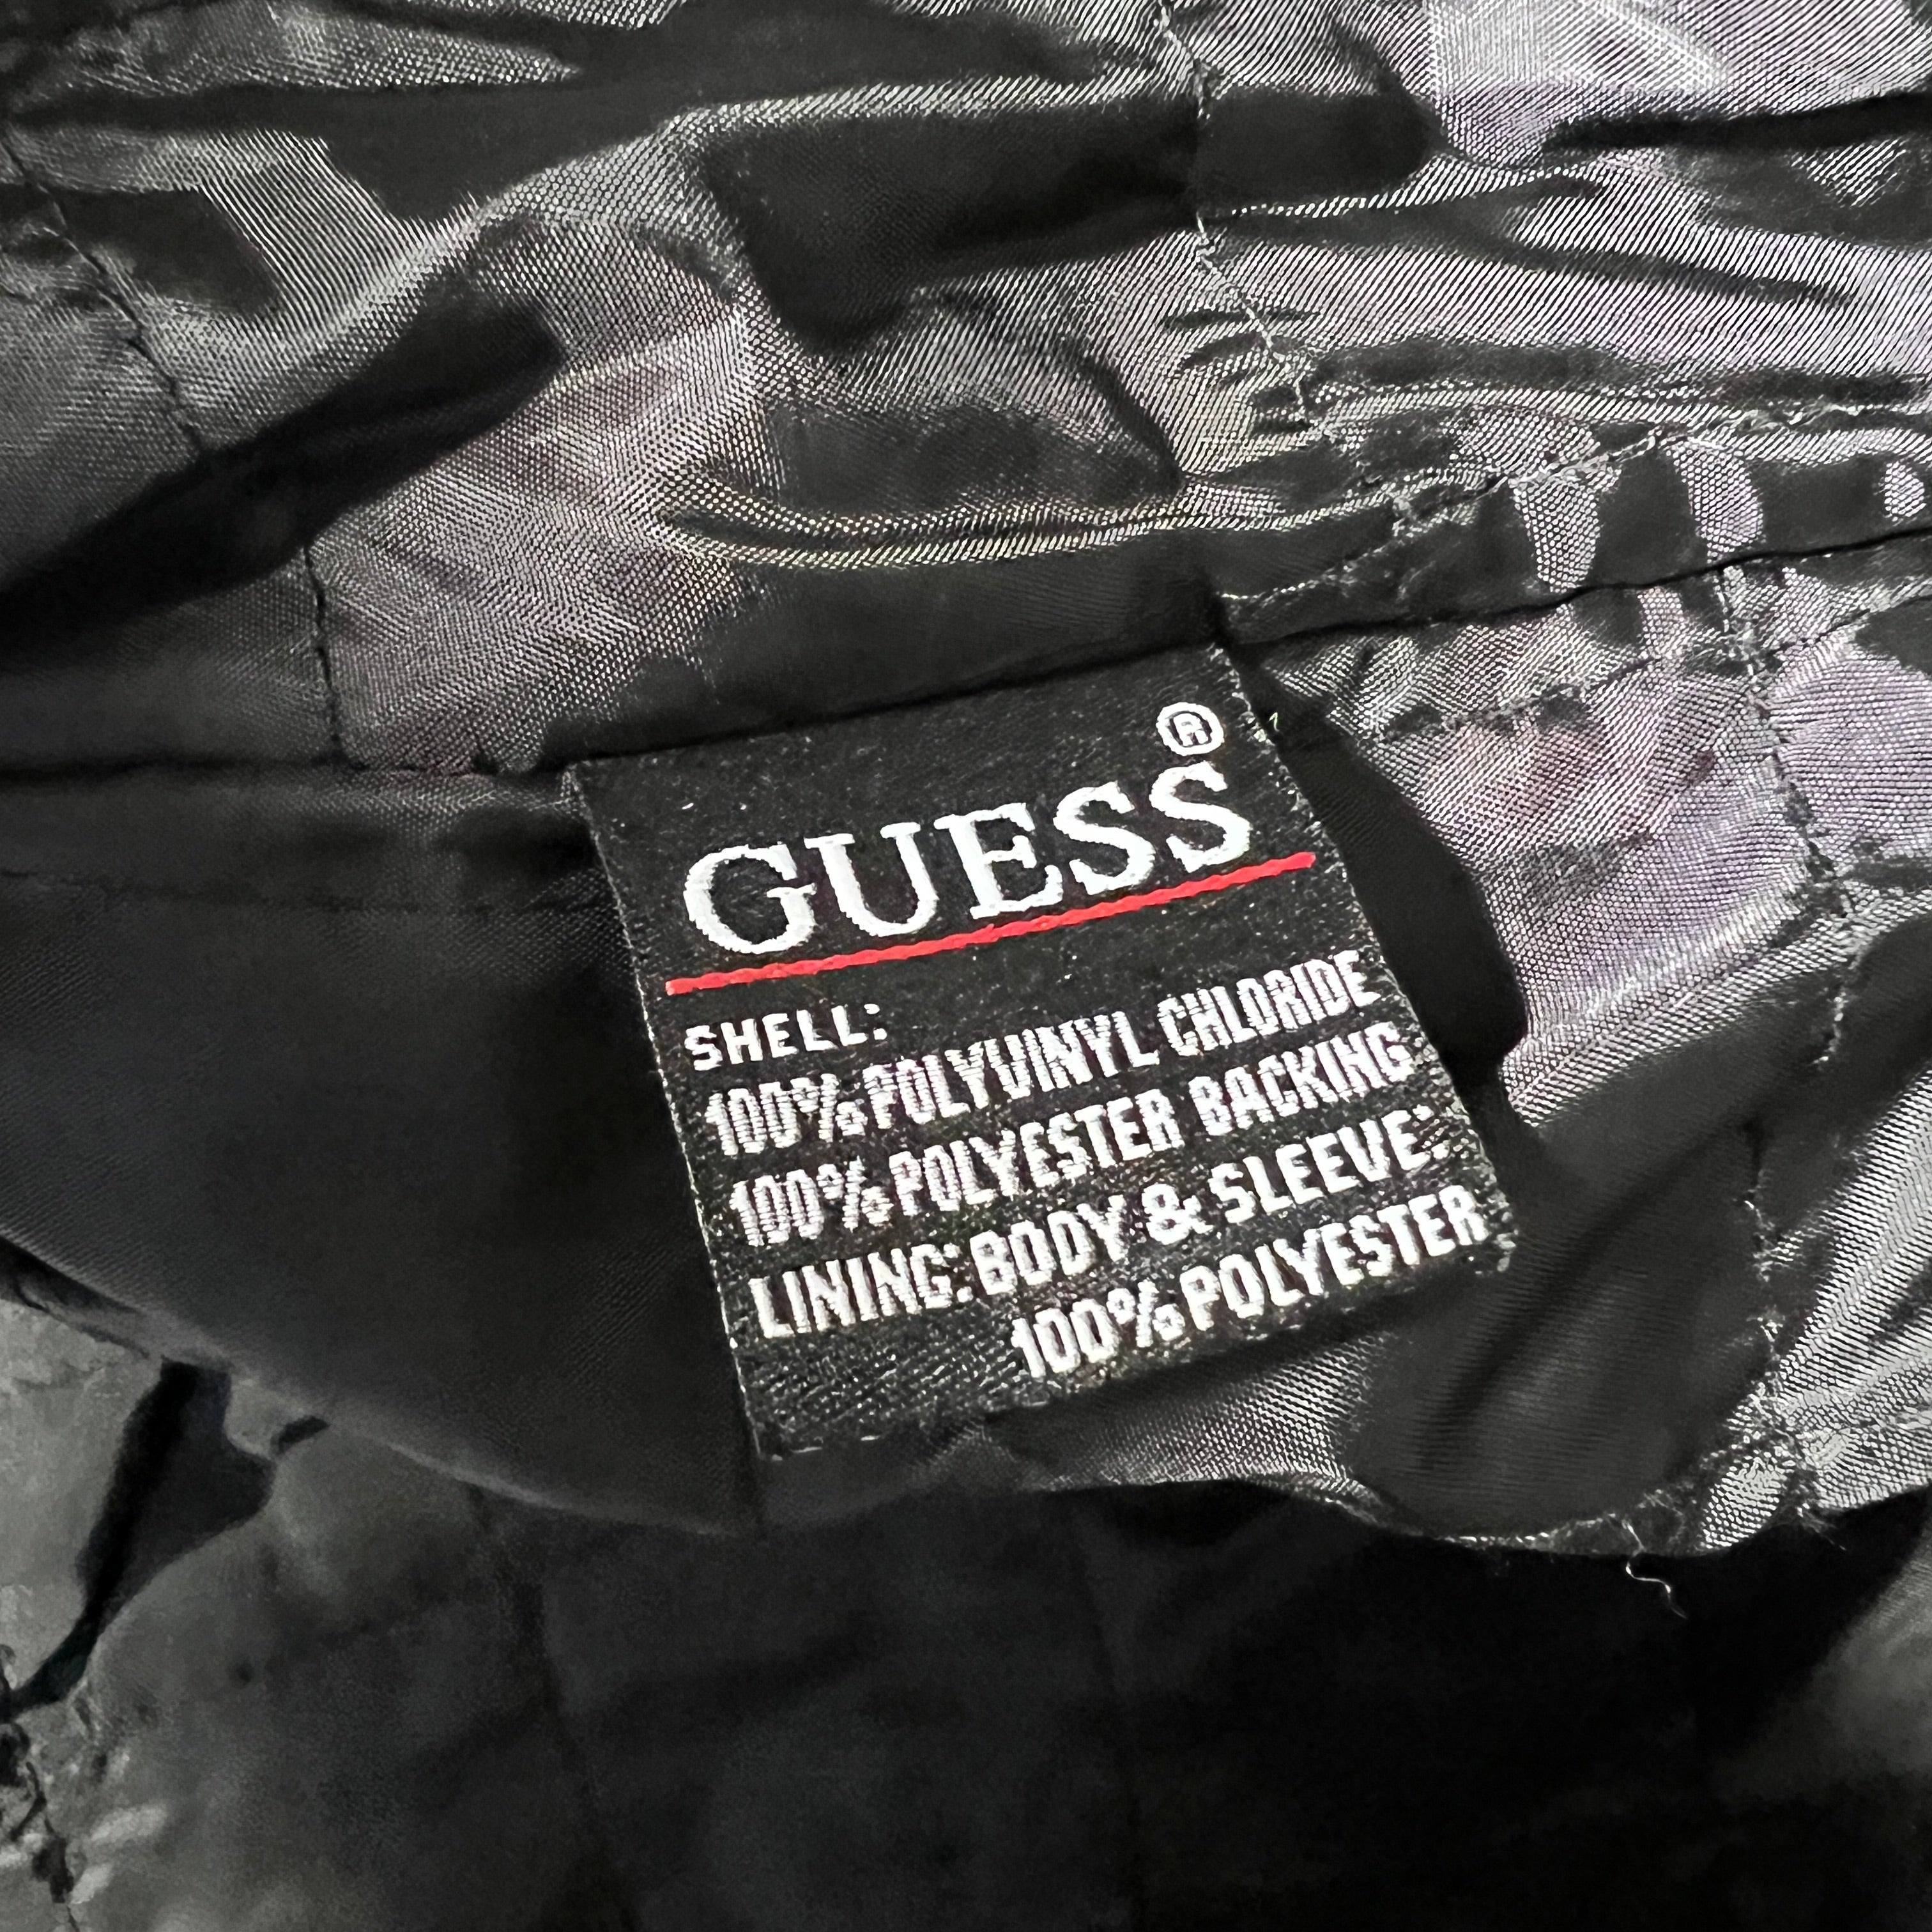 GUESS®
SHELL:
100% POLYVINYL CHLORIDE
100% POLYESTER BACKING
LINING: BODY & SLEEVE:
100% POLYESTER